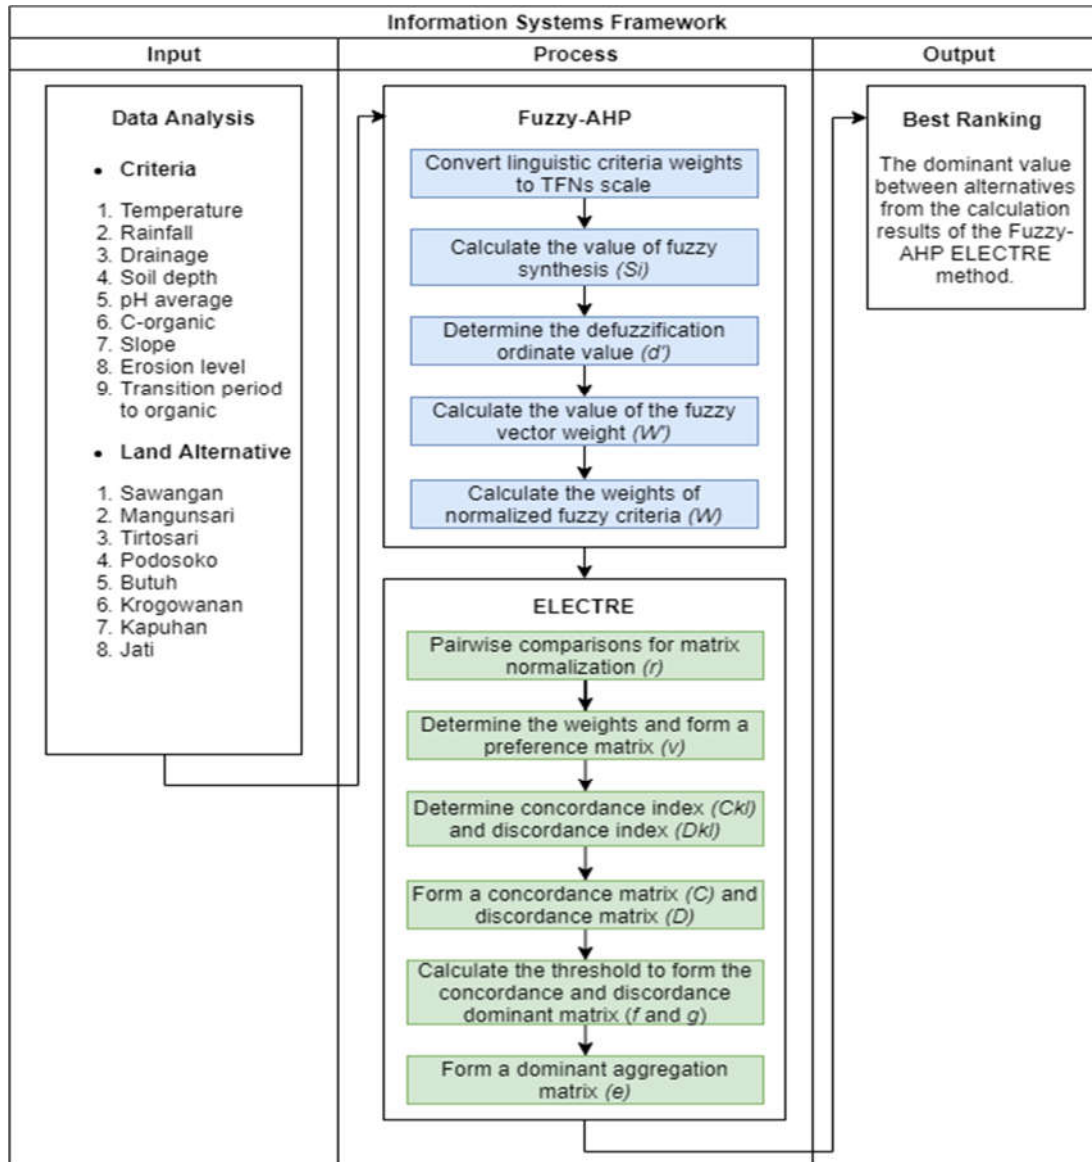 Information Systems Framework
Input
Process
Output
Data Analysis
• Criteria
1. Temperature
2. Rainfall
3. Drainage
4. Soil depth
5. pH average
6. C-organic
7. Slope
8. Erosion level
9. Transition period
to organic
• Land Alternative
1. Sawangan
2. Mangunsari
3. Tirtosari
4. Podosoko
5. Butuh
6. Krogowanan
7. Kapuhan
8. Jati
Fuzzy-AHP
Convert linguistic criteria weights
to TFNs scale
Calculate the value of fuzzy
synthesis (Si)
Determine the defuzzification
ordinate value (d')
Calculate the value of the fuzzy
vector weight (W')
Calculate the weights of
normalized fuzzy criteria (W)
ELECTRE
Pairwise comparisons for matrix
normalization (r)
Determine the weights and form a
preference matrix (v)
Determine concordance index (Ckl)
and discordance index (Dkl)
Form a concordance matrix (C) and
discordance matrix (D)
Calculate the threshold to form the
concordance and discordance
dominant matrix (f and g)
Form a dominant aggregation
matrix (e)
Best Ranking
The dominant value
between alternatives
from the calculation
results of the Fuzzy-
AHP ELECTRE
method.